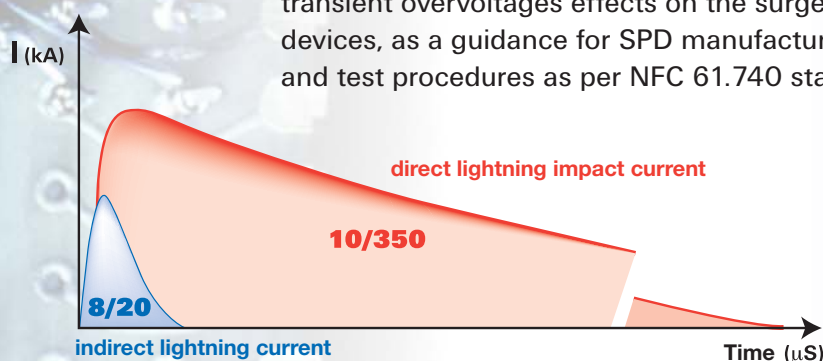 transient overvoltages effects on the surge
devices, as a guidance for SPD manufactur
and test procedures as per NFC 61.740 sta
I (kA)
direct lightning impact current
10/350
8/20
indirect lightning current
Time (µS)